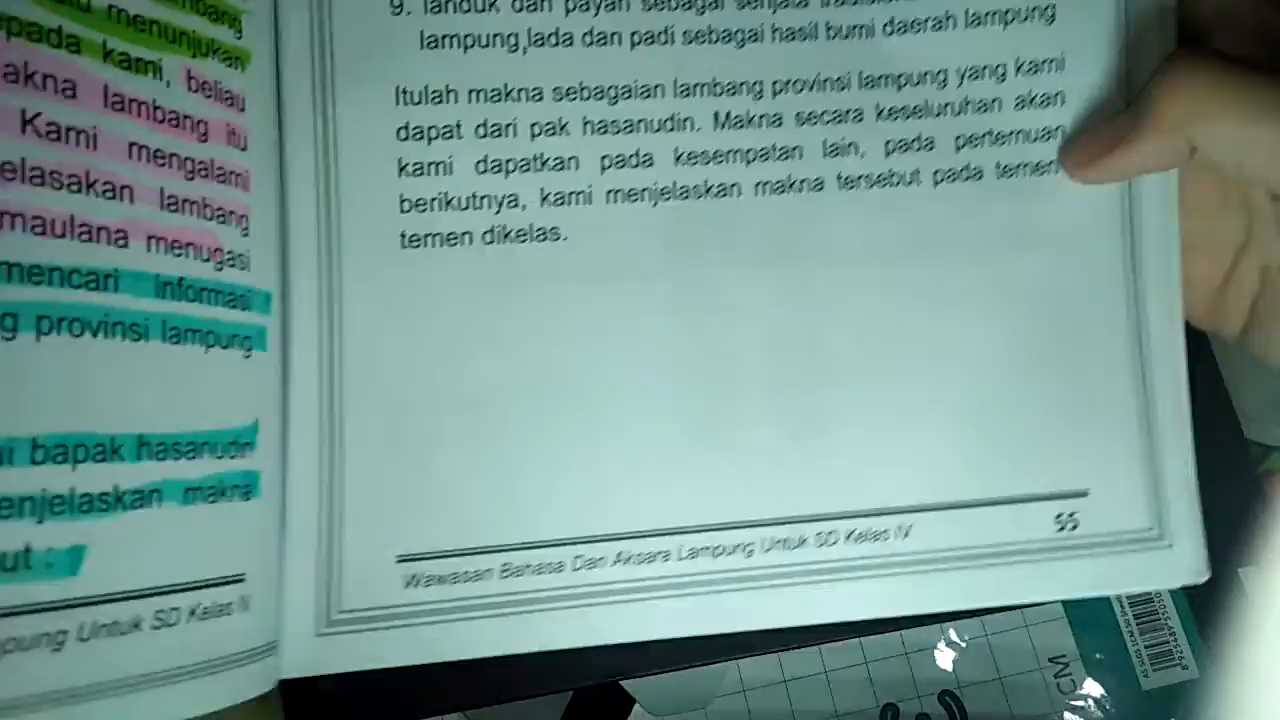 mbang
menunjukan
pada kami, beliau
akna lambang itu
Kami mengalami
elasakan lambang
maulana menugasi
mencari informasi
g provinsi lampung
i bapak hasanudin
enjelaskan makna
ut :
pung Untuk SD Kelas IV
9. landuk dan payan sebagai senjata
lampung,lada dan padi sebagai hasil bumi daerah lampung
Itulah makna sebagaian lambang provinsi lampung yang kami
dapat dari pak hasanudin. Makna secara keseluruhan akan
kami dapatkan pada kesempatan lain, pada pertemuan
berikutnya, kami menjelaskan makna tersebut pada temen
temen dikelas.
Wawasan Bahasa Dan Aksara Lampung Untuk SD Kelas IV
55
CM